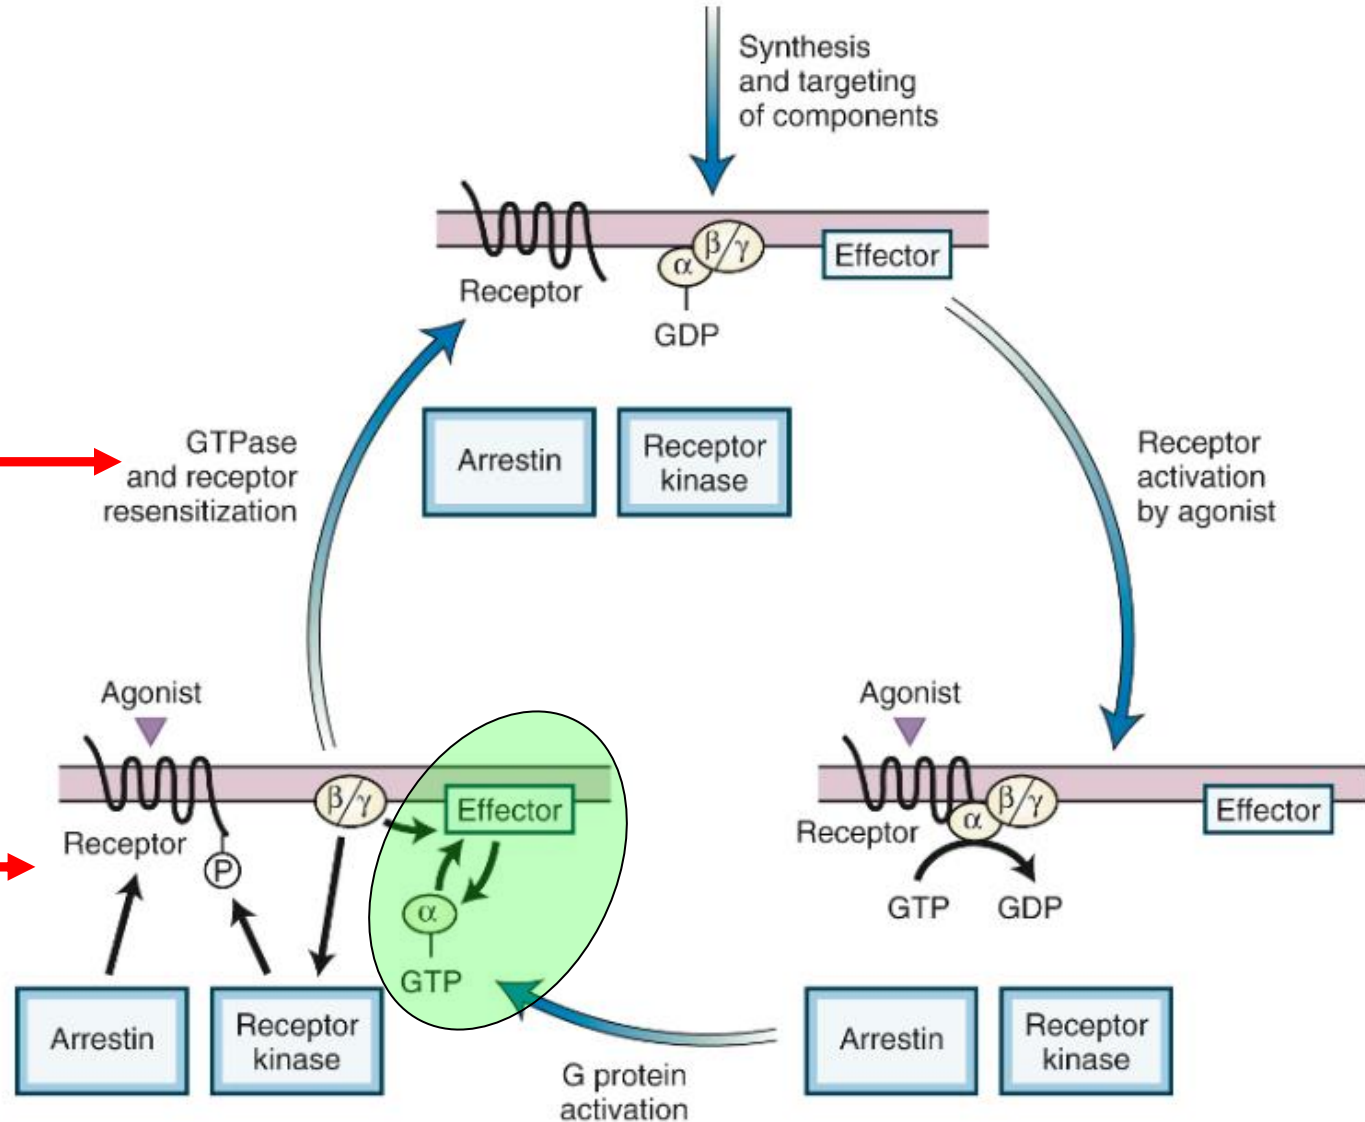 Synthesis
and targeting
of components
β/γ
α
Effector
Receptor
GDP
GTPase
and receptor
resensitization
Arrestin
Receptor
kinase
Receptor
activation
by agonist
Agonist
β/γ
Effector
Receptor
P
α
GTP
Arrestin
Receptor
kinase
G protein
activation
Agonist
β/γ
α
Effector
Receptor
GTP
GDP
Arrestin
Receptor
kinase